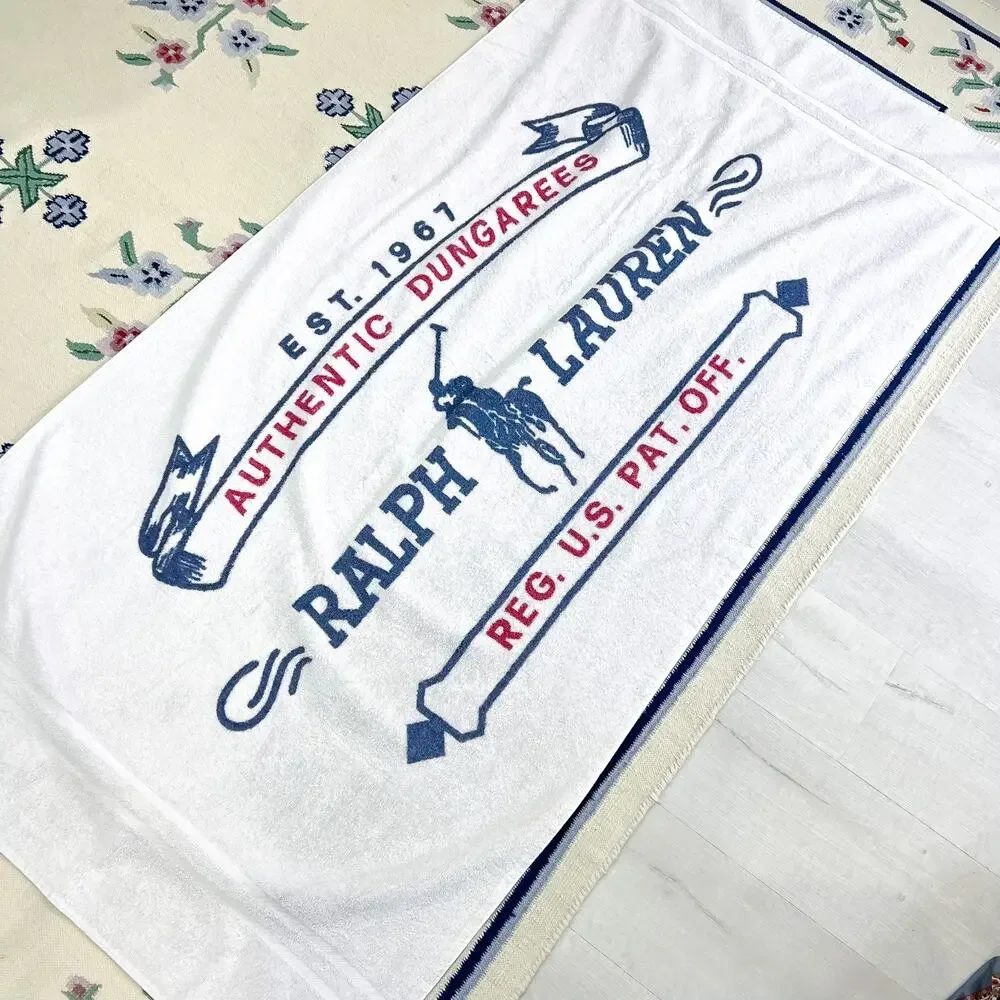 EST. 1967
AUTHENTIC DUNGAREES
RALPH LAUREN
REG. U.S. PAT. OFF.